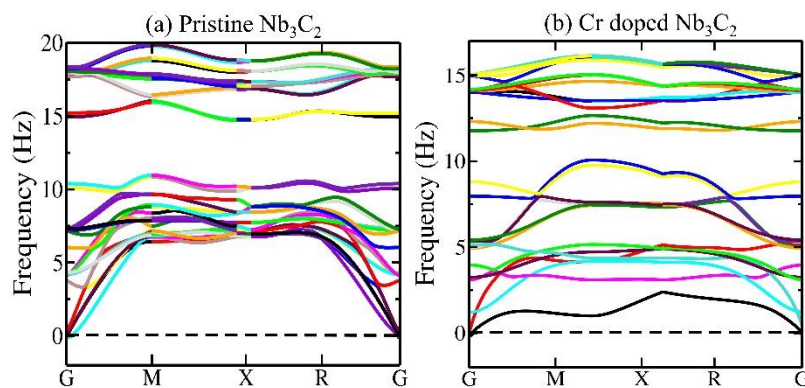 (a) Pristine Nb₃C₂
(b) Cr doped Nb₃C₂
Frequency (Hz)
20
15
10
5
0
G M X R G
Frequency (Hz)
15
10
5
0
G M X R G